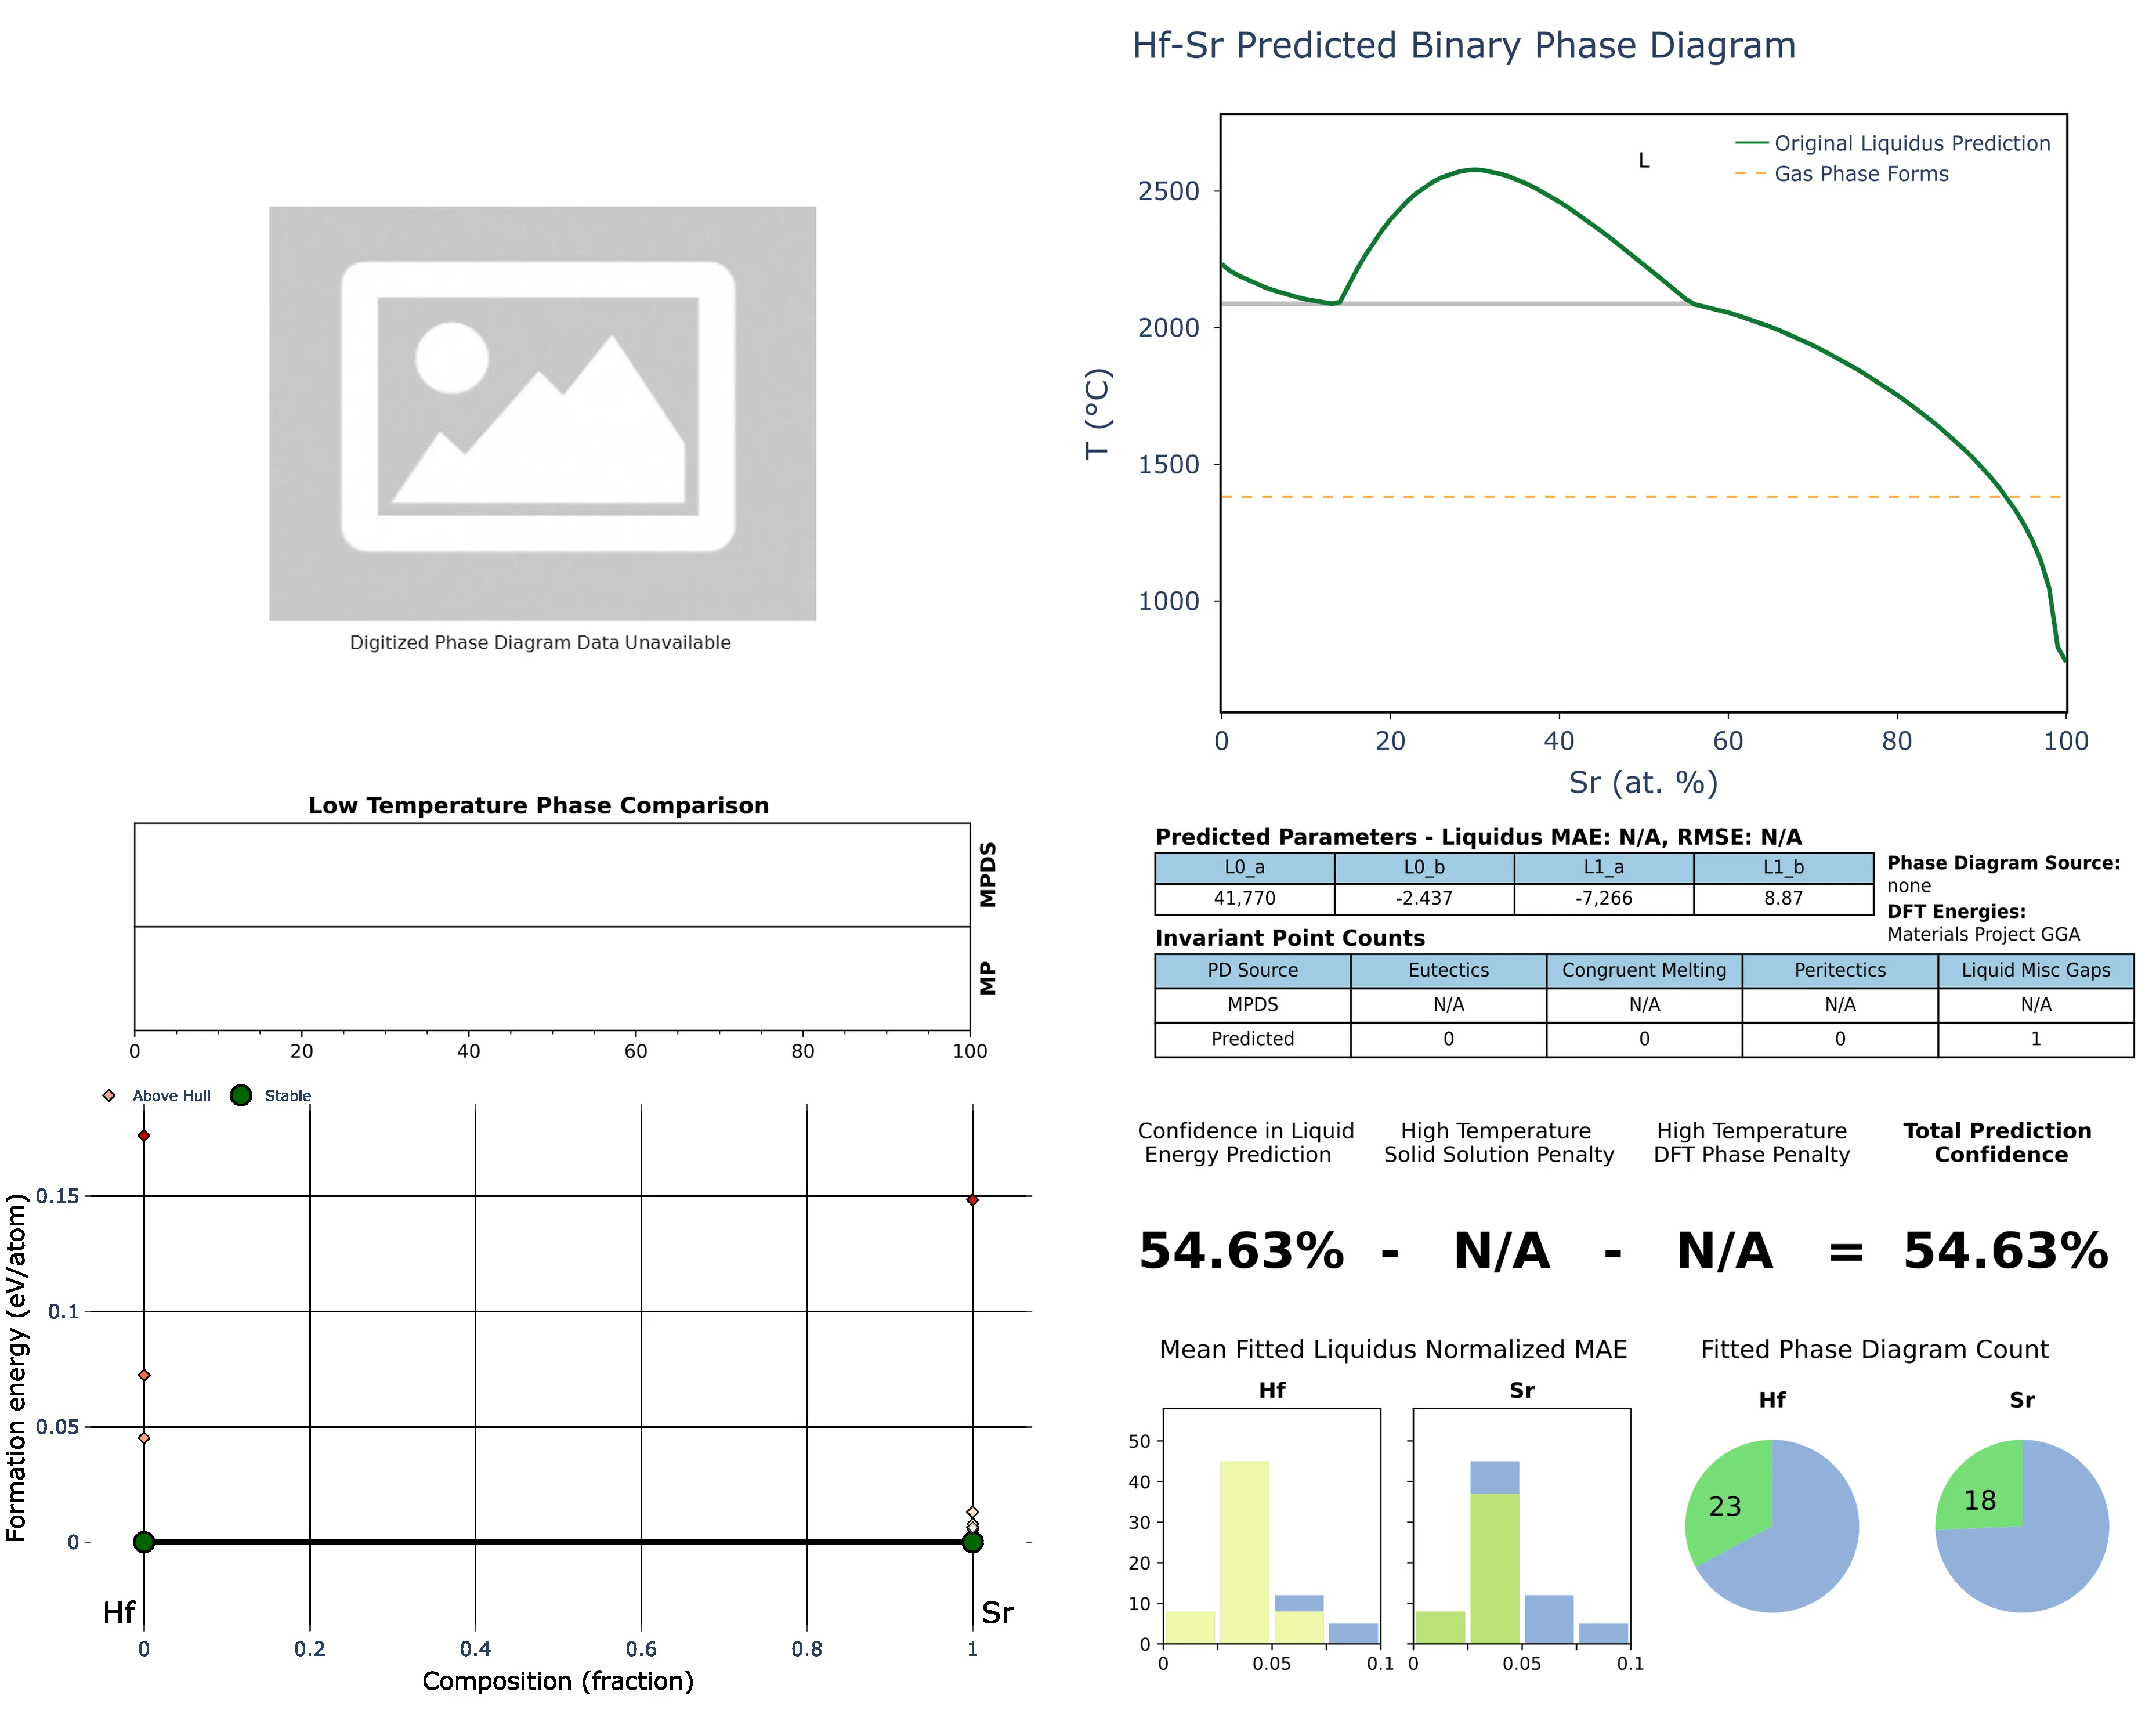 Hf-Sr Predicted Binary Phase Diagram
L
Original Liquidus Prediction
Gas Phase Forms
2500
2000
1500
1000
T (°C)
0 20 40 60 80 100
Sr (at. %)
Digitized Phase Diagram Data Unavailable
Low Temperature Phase Comparison
MPDS
MP
0 20 40 60 80 100
Predicted Parameters - Liquidus MAE: N/A, RMSE: N/A
L0_a L0_b L1_a L1_b
41,770 -2.437 -7,266 8.87
Phase Diagram Source:
none
DFT Energies:
Materials Project GGA
Invariant Point Counts
PD Source Eutectics Congruent Melting Peritectics Liquid Misc Gaps
MPDS N/A N/A N/A N/A
Predicted 0 0 0 1
Above Hull Stable
0.15
0.1
0.05
0
Formation energy (eV/atom)
Hf Sr
0 0.2 0.4 0.6 0.8 1
Composition (fraction)
Confidence in Liquid
Energy Prediction
High Temperature
Solid Solution Penalty
High Temperature
DFT Phase Penalty
Total Prediction
Confidence
54.63% - N/A - N/A = 54.63%
Mean Fitted Liquidus Normalized MAE
Hf Sr
50
40
30
20
10
0
0 0.05 0.1 0 0.05 0.1
Fitted Phase Diagram Count
Hf Sr
23 18